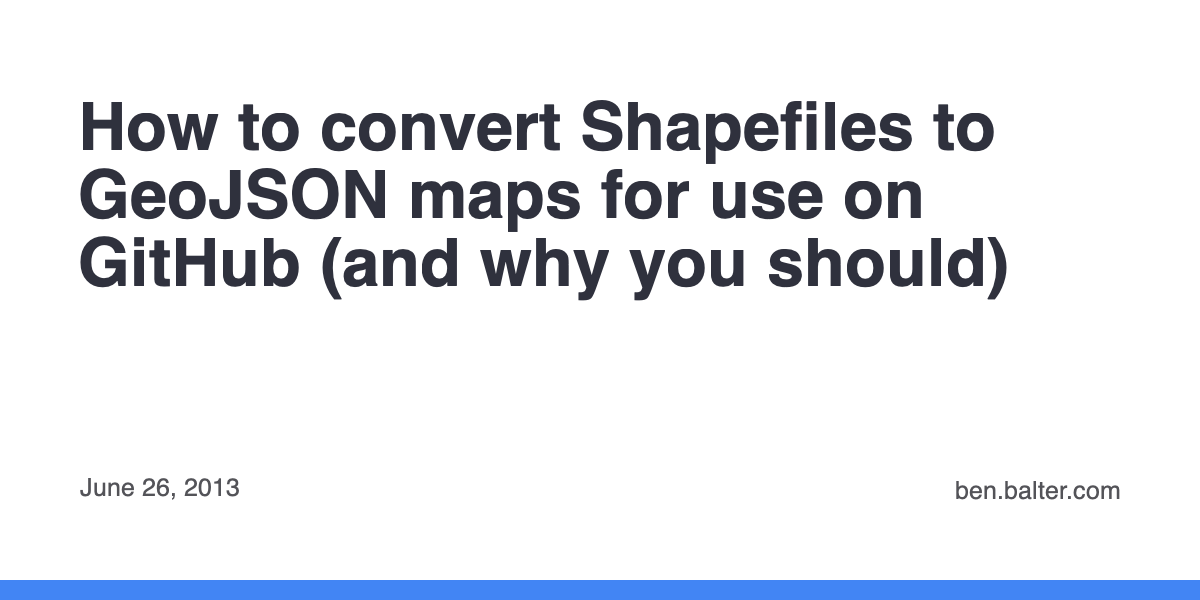 How to convert Shapefiles to
GeoJSON maps for use on
GitHub (and why you should)
June 26, 2013
ben.balter.com